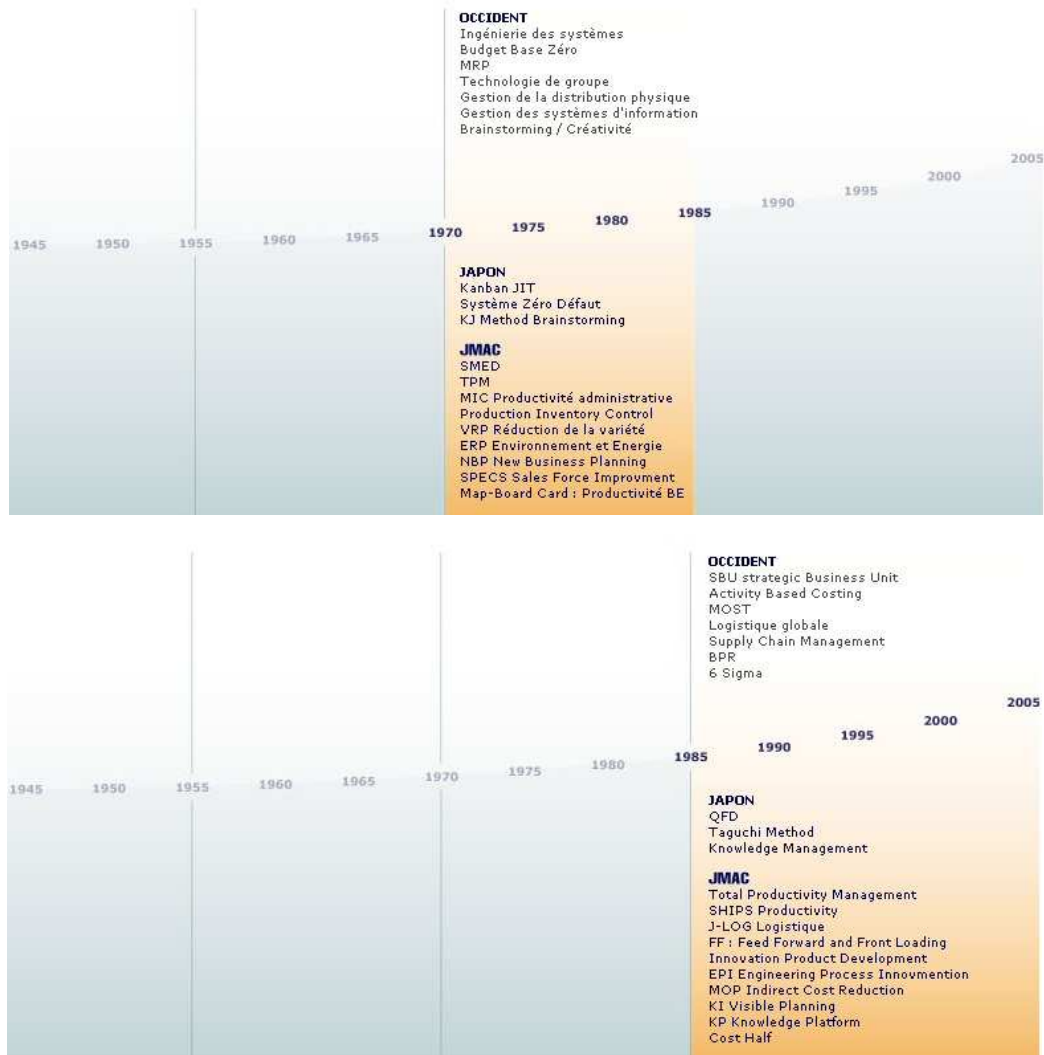 OCCIDENT
Ingénierie des systèmes
Budget Base Zéro
MRP
Technologie de groupe
Gestion de la distribution physique
Gestion des systèmes d'information
Brainstorming / Créativité
1945 1950 1955 1960 1965 1970 1975 1980 1985 1990 1995 2000 2005
JAPON
Kanban JIT
Système Zéro Défaut
KJ Method Brainstorming
JMAC
SMED
TPM
MIC Productivité administrative
Production Inventory Control
VRP Réduction de la variété
ERP Environnement et Energie
NBP New Business Planning
SPECS Sales Force Improvment
Map-Board Card : Productivité BE
OCCIDENT
SBU strategic Business Unit
Activity Based Costing
MOST
Logistique globale
Supply Chain Management
BPR
6 Sigma
1945 1950 1955 1960 1965 1970 1975 1980 1985 1990 1995 2000 2005
JAPON
QFD
Taguchi Method
Knowledge Management
JMAC
Total Productivity Management
SHIPS Productivity
J-LOG Logistique
FF : Feed Forward and Front Loading
Innovation Product Development
EPI Engineering Process Innovmention
MOP Indirect Cost Reduction
KI Visible Planning
KP Knowledge Platform
Cost Half